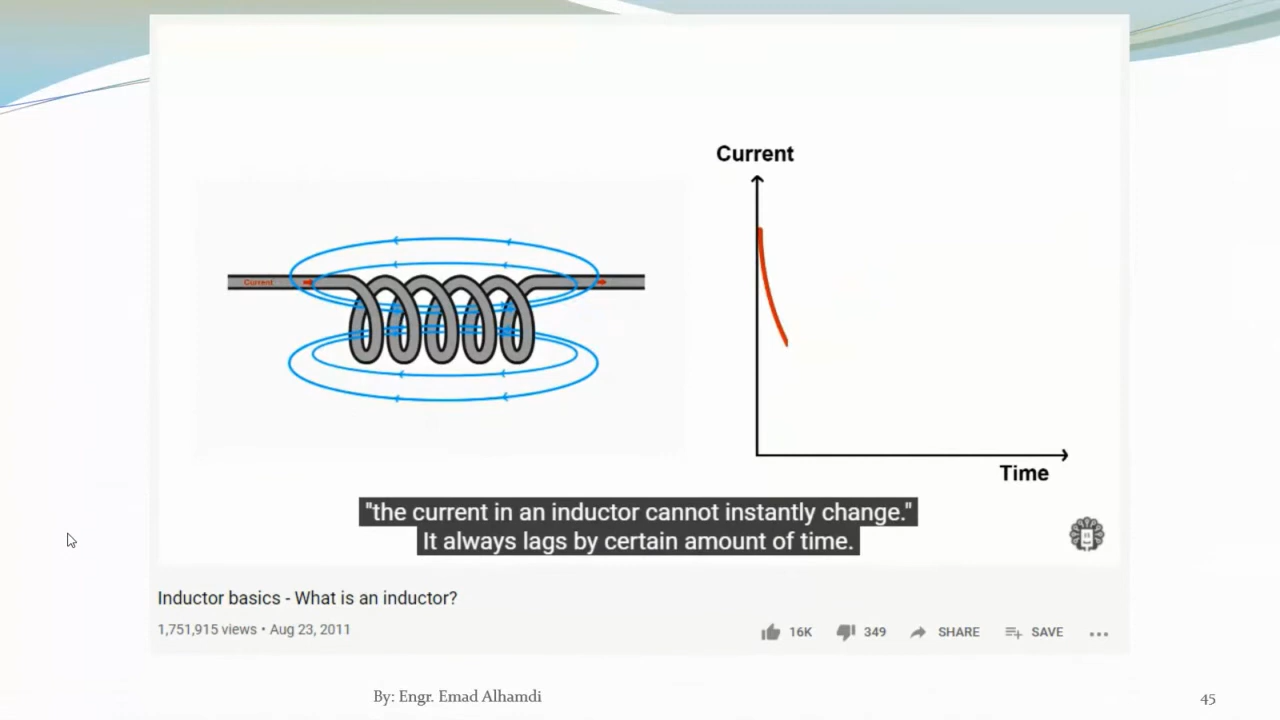 Current
Current
"the current in an inductor cannot instantly change."
It always lags by certain amount of time.
Time
Inductor basics - What is an inductor?
1,751,915 views • Aug 23, 2011
16K
349
SHARE
SAVE
By: Engr. Emad Alhamdi
45